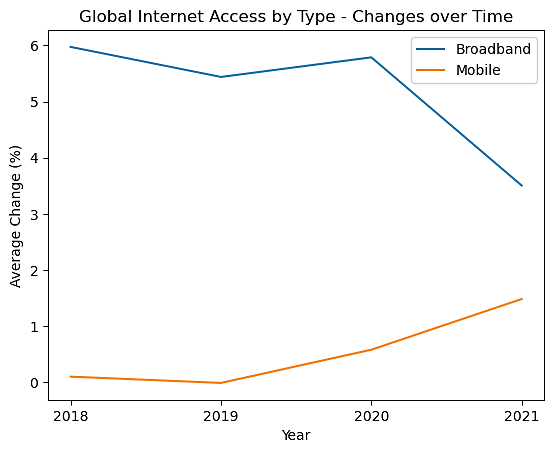 Global Internet Access by Type - Changes over Time
Broadband
Mobile
Average Change (%)
6
5
4
3
2
1
0
2018 2019 2020 2021
Year